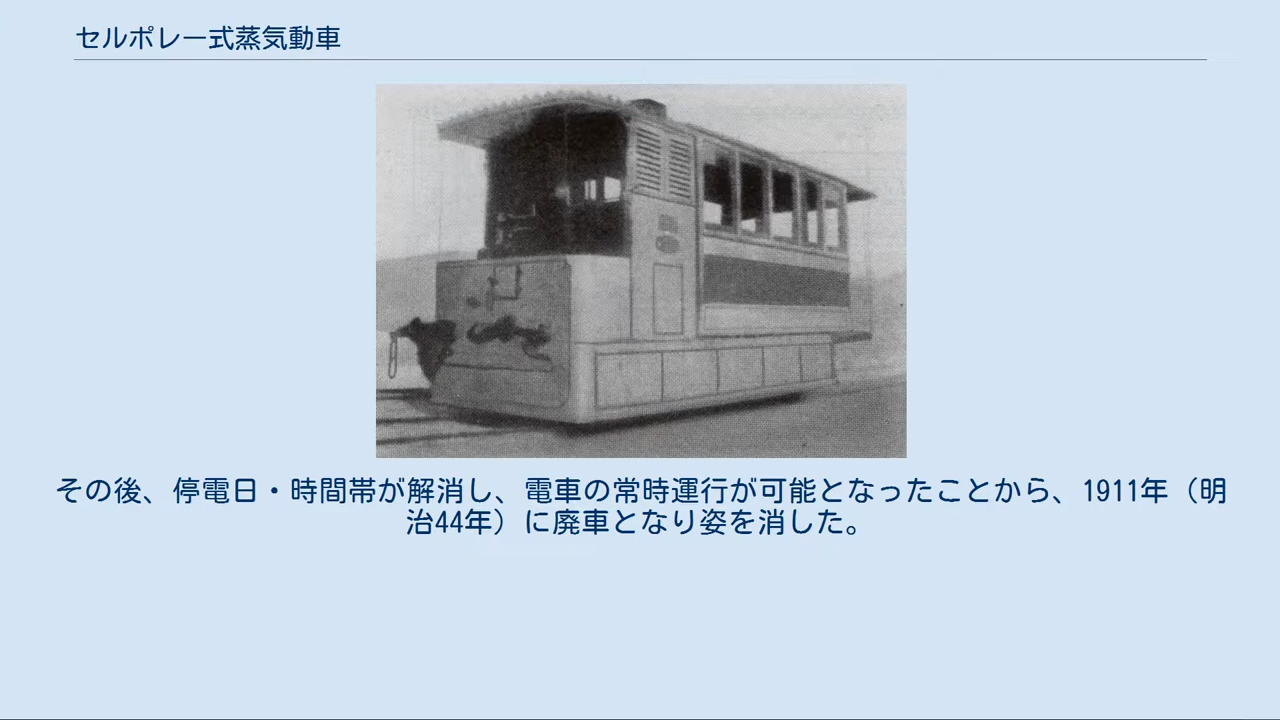 セルポレー式蒸気動車
その後、停電日・時間帯が解消し、電車の常時運行が可能となったことから、1911年（明
治44年）に廃車となり姿を消した。